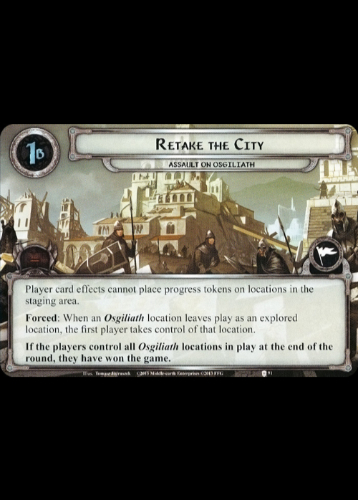 1B
RETAKE THE CITY
ASSAULT ON OSGILIATH
Player card effects cannot place progress tokens on locations in the
staging area.
Forced: When an Osgiliath location leaves play as an explored
location, the first player takes control of that location.
If the players control all Osgiliath locations in play at the end of the
round, they have won the game.
Illus.